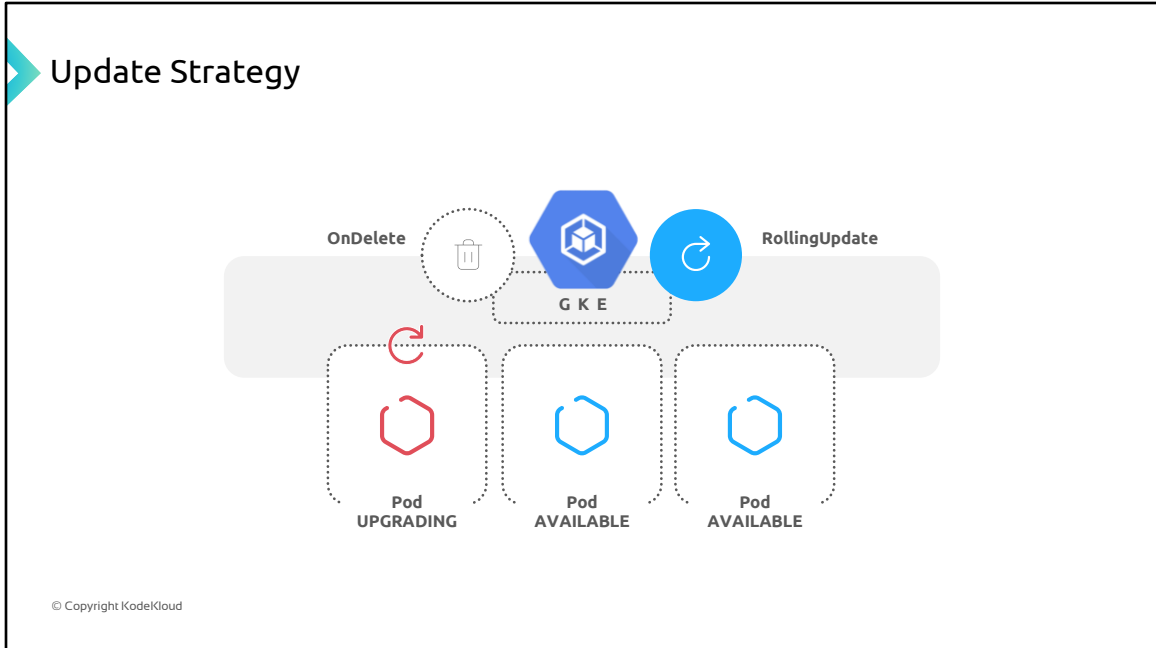 Update Strategy
OnDelete
RollingUpdate
G K E
Pod
UPGRADING
Pod
AVAILABLE
Pod
AVAILABLE
© Copyright KodeKloud